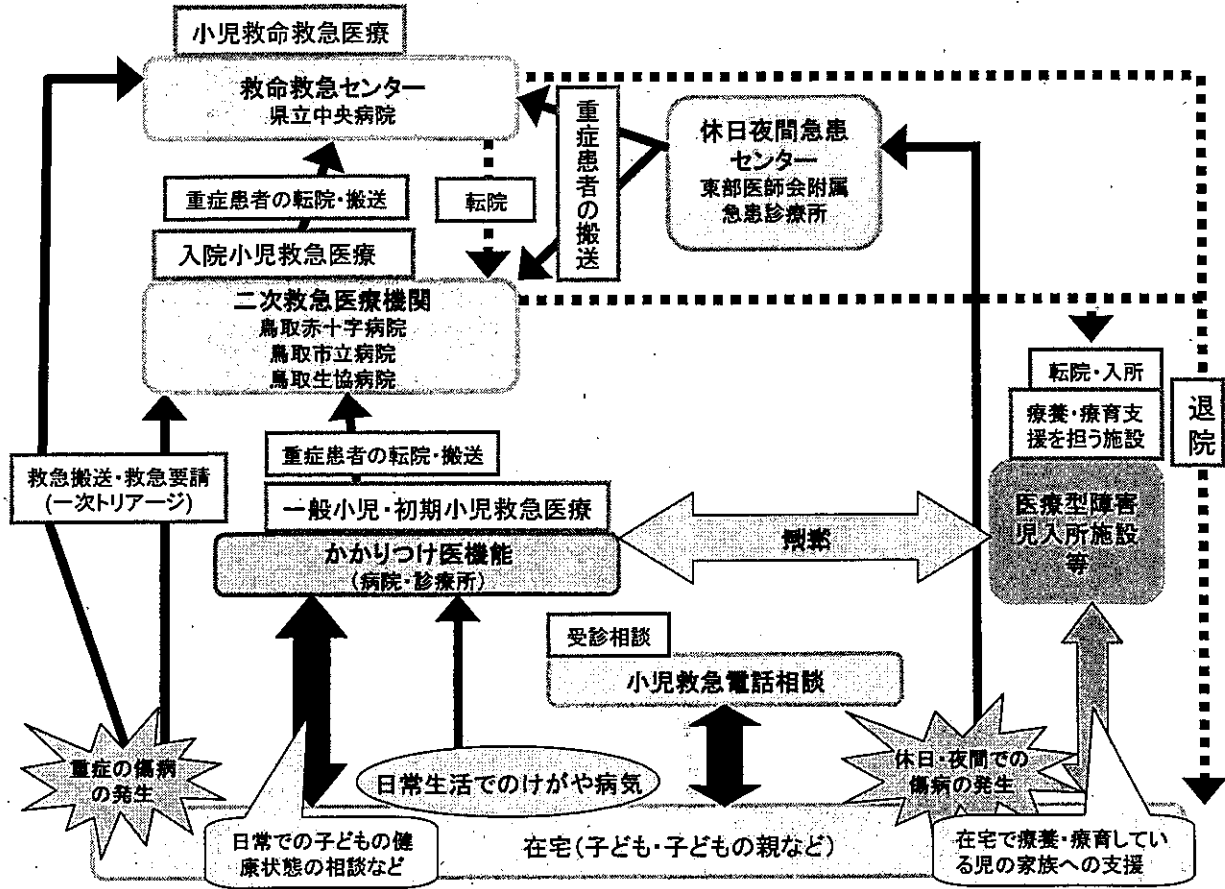 小児救命救急医療
救命救急センター
県立中央病院
重症患者の搬送
休日夜間急患
センター
東部医師会附属
急患診療所
重症患者の転院・搬送
転院
入院小児救急医療
二次救急医療機関
鳥取赤十字病院
鳥取市立病院
鳥取生協病院
転院・入所
療養・療育支
援を担う施設
退院
救急搬送・救急要請
(一次トリアージ)
重症患者の転院・搬送
一般小児・初期小児救急医療
かかりつけ医機能
(病院・診療所)
医療型障害
児入所施設
等
受診相談
小児救急電話相談
重症の傷病
の発生
日常生活でのけがや病気
休日・夜間での
傷病の発生
日常での子どもの健
康状態の相談など
在宅(子ども・子どもの親など)
在宅で療養・療育してい
る児の家族への支援